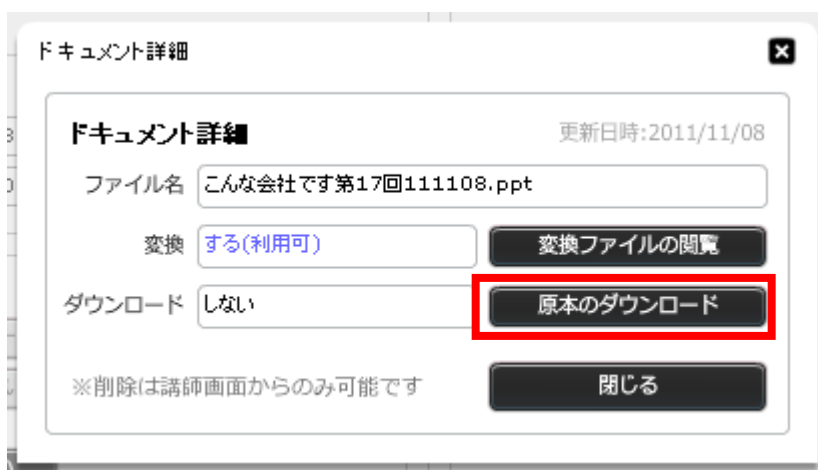 ドキュメント詳細
ドキュメント詳細 更新日時:2011/11/08
ファイル名 こんな会社です第17回111108.ppt
変換 する(利用可) 変換ファイルの閲覧
ダウンロード しない 原本のダウンロード
※削除は講師画面からのみ可能です 閉じる